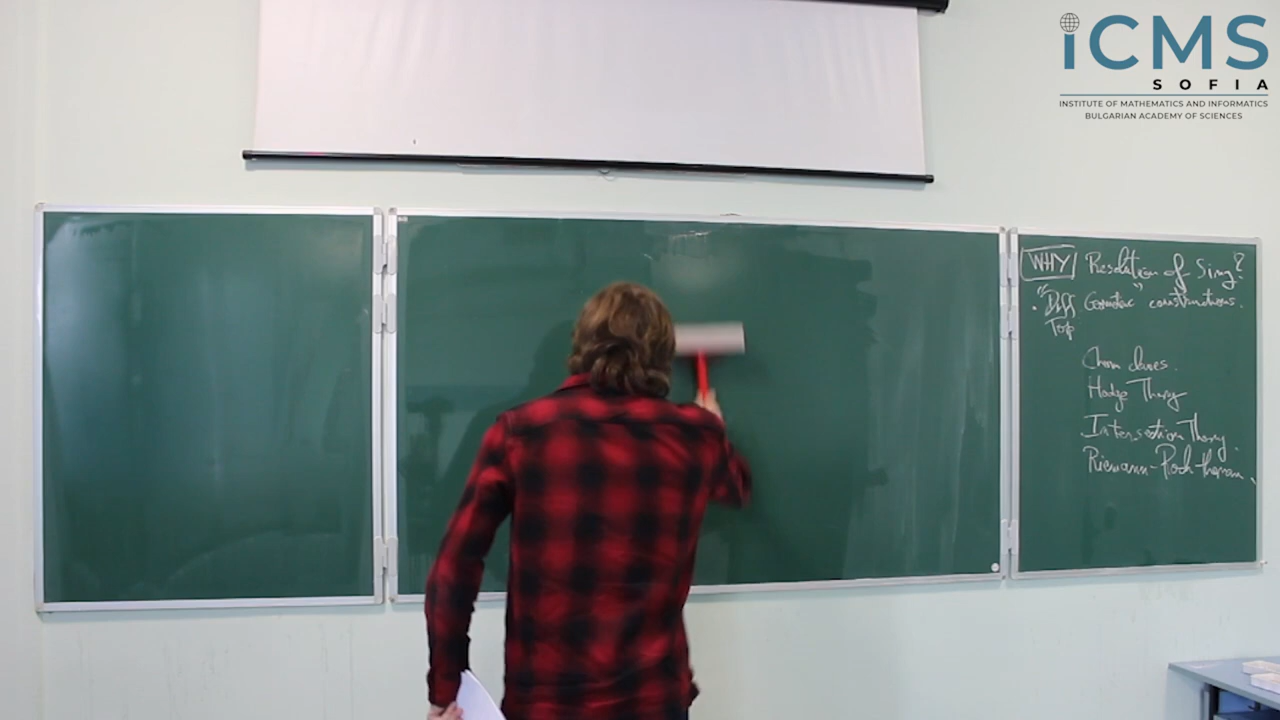 iCMS
SOFIA
INSTITUTE OF MATHEMATICS AND INFORMATICS
BULGARIAN ACADEMY OF SCIENCES
WHY Resolution of Sing?
• "Diff Geometric" constructions.
Top
Chern classes.
Hodge Theory
Intersection Theory.
Riemann-Roch-theorem